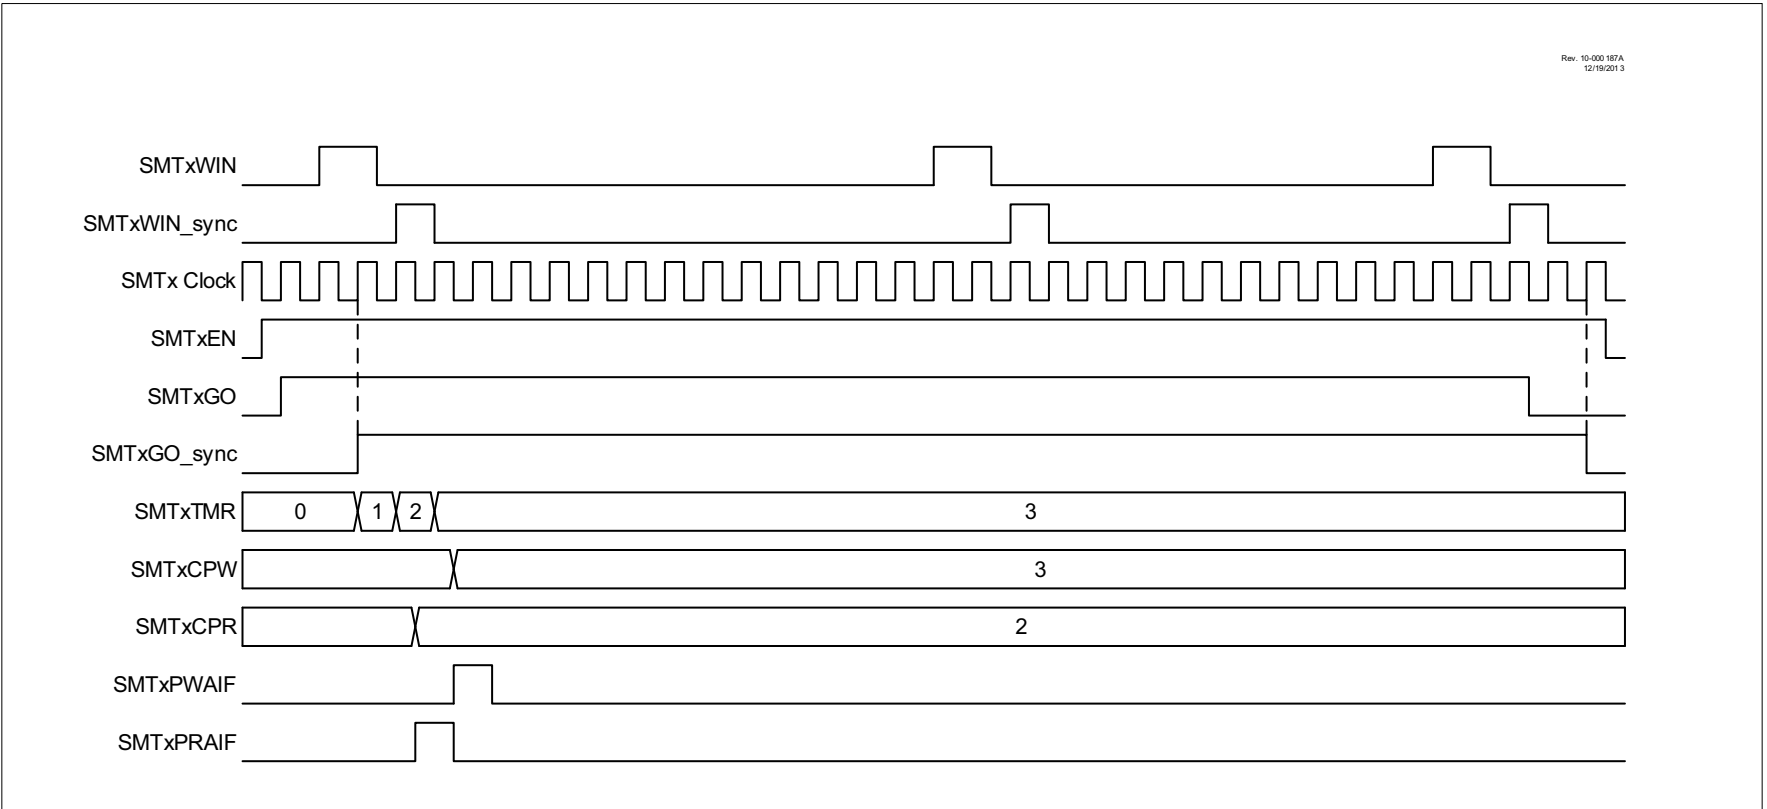 Rev. 10-000 187A
12/19/201 3
SMTxWIN
SMTxWIN_sync
SMTx Clock
SMTxEN
SMTxGO
SMTxGO_sync
SMTxTMR 0 1 2 3
SMTxCPW 3
SMTxCPR 2
SMTxPWAIF
SMTxPRAIF